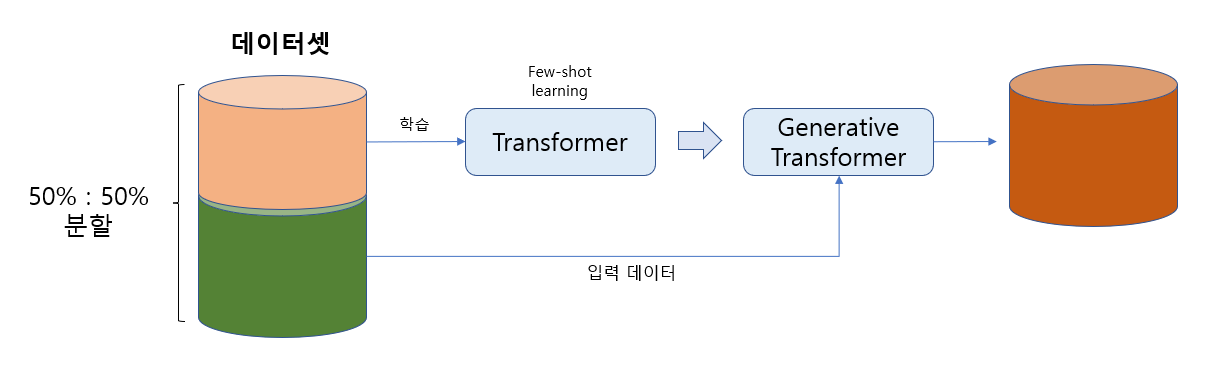 데이터셋
Few-shot
learning
학습
Transformer
Generative
Transformer
50% : 50%
분할
입력 데이터